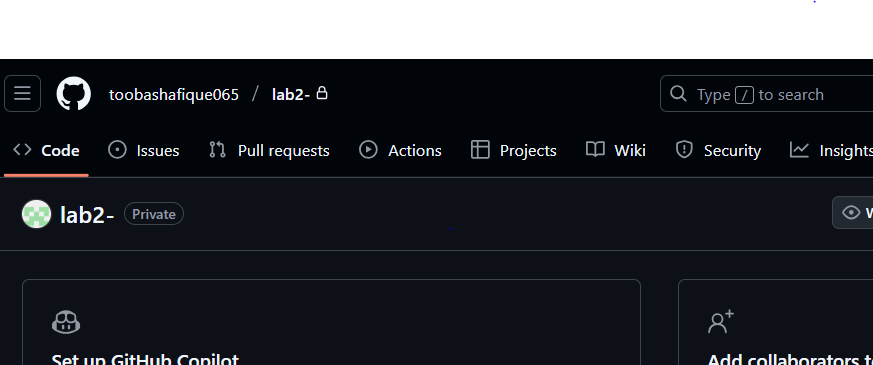 toobashafique065 / lab2-
Type / to search
Code Issues Pull requests Actions Projects Wiki Security Insights
lab2- Private
W
Set up GitHub Copilot
Add collaborators t